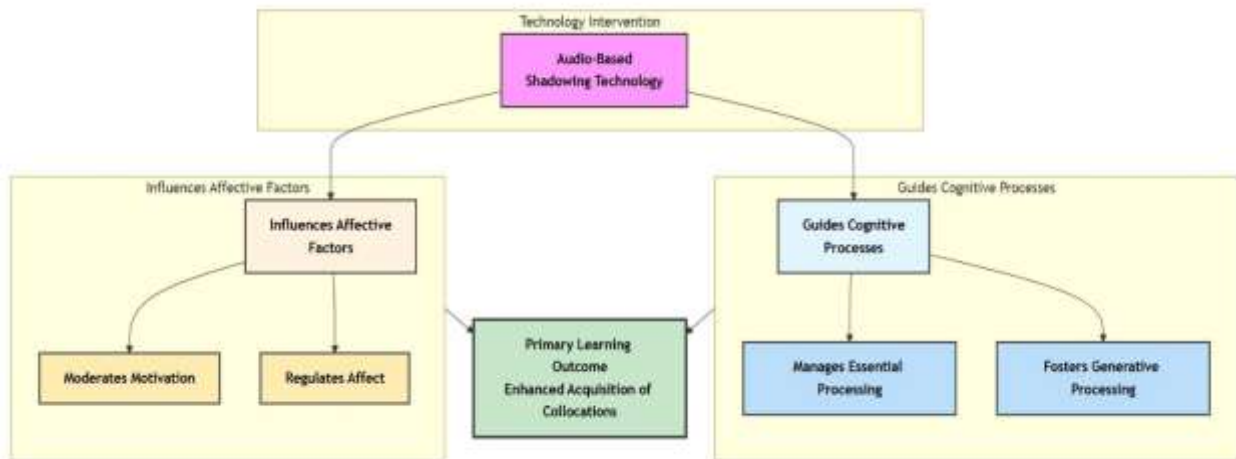 Technology Intervention
Audio-Based
Shadowing Technology
Influences Affective Factors
Influences Affective
Factors
Moderates Motivation
Regulates Affect
Primary Learning
Outcome
Enhanced Acquisition of
Collocations
Guides Cognitive Processes
Guides Cognitive
Processes
Manages Essential
Processing
Fosters Generative
Processing